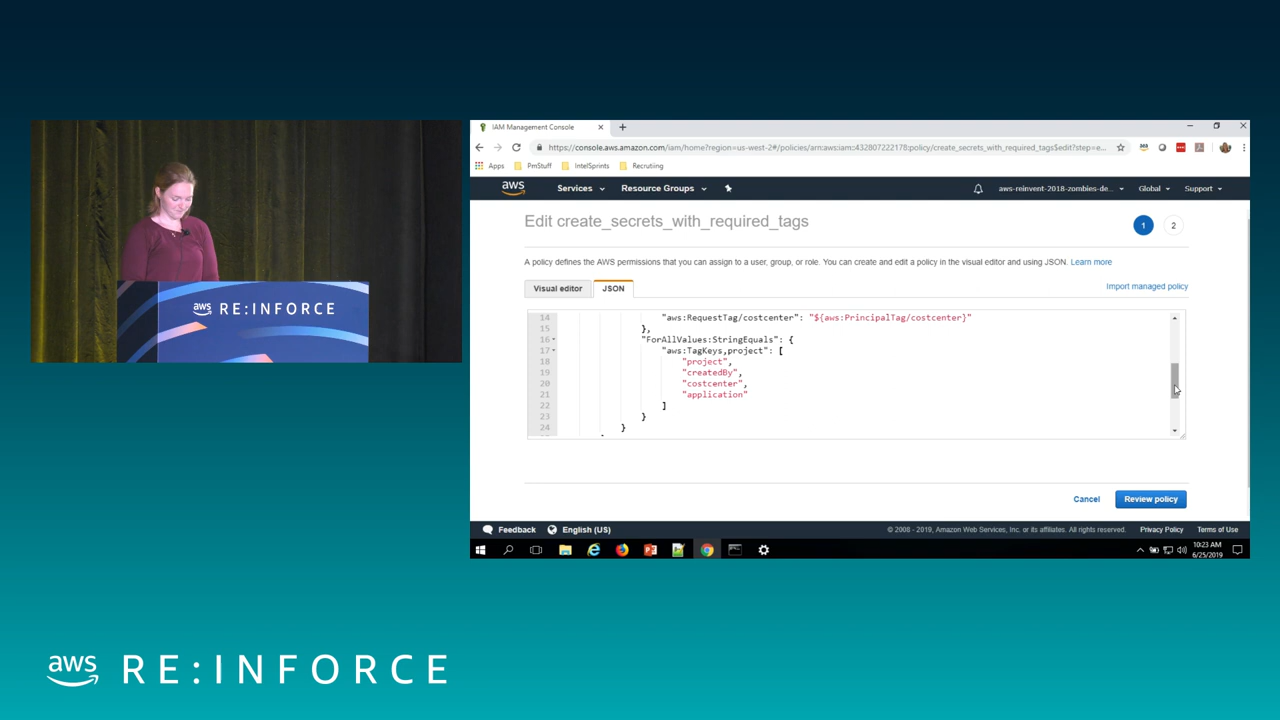 aws RE:INFORCE
IAM Management Console
https://console.aws.amazon.com/iam/home?region=us-west-2#/policies/arn:aws:iam::432807222178:policy/create_secrets_with_required_tags$edit?step=e...
Apps PmStuff IntelSprints Recruiting
aws Services Resource Groups aws-reinvent-2018-zombies-de... Global Support
Edit create_secrets_with_required_tags
1 2
A policy defines the AWS permissions that you can assign to a user, group, or role. You can create and edit a policy in the visual editor and using JSON. Learn more
Visual editor JSON Import managed policy
14 "aws:RequestTag/costcenter": "${aws:PrincipalTag/costcenter}"
15 },
16 "ForAllValues:StringEquals": {
17 "aws:TagKeys,project": [
18 "project",
19 "createdBy",
20 "costcenter",
21 "application"
22 ]
23 }
24 }
Cancel Review policy
Feedback English (US) © 2008 - 2019, Amazon Web Services, Inc. or its affiliates. All rights reserved. Privacy Policy Terms of Use
10:23 AM
6/25/2019
aws RE:INFORCE